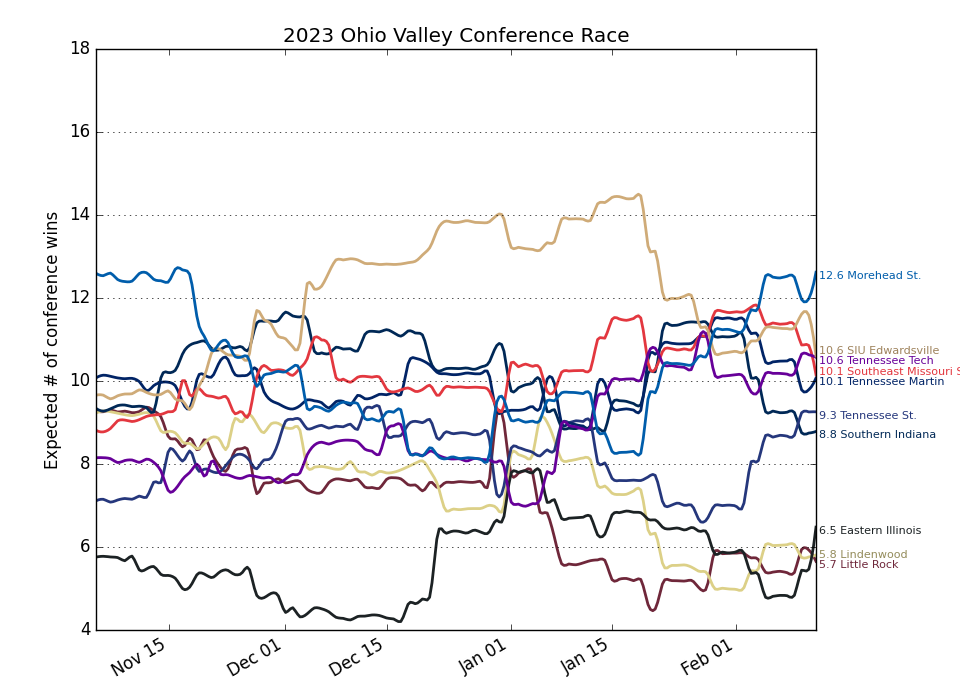 2023 Ohio Valley Conference Race
Expected # of conference wins
18
16
14
12
10
8
6
4
12.6 Morehead St.
10.6 SIU Edwardsville
10.6 Tennessee Tech
10.1 Southeast Missouri S
10.1 Tennessee Martin
9.3 Tennessee St.
8.8 Southern Indiana
6.5 Eastern Illinois
5.8 Lindenwood
5.7 Little Rock
Nov 15
Dec 01
Dec 15
Jan 01
Jan 15
Feb 01